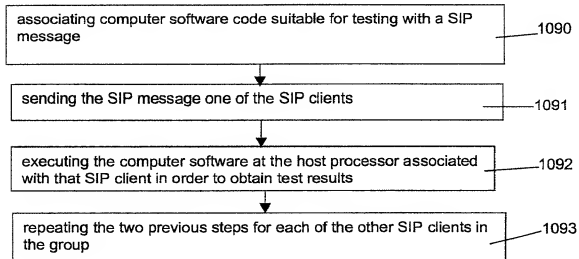 associating computer software code suitable for testing with a SIP
message
1090
sending the SIP message one of the SIP clients
1091
executing the computer software at the host processor associated
with that SIP client in order to obtain test results
1092
repeating the two previous steps for each of the other SIP clients in
the group
1093